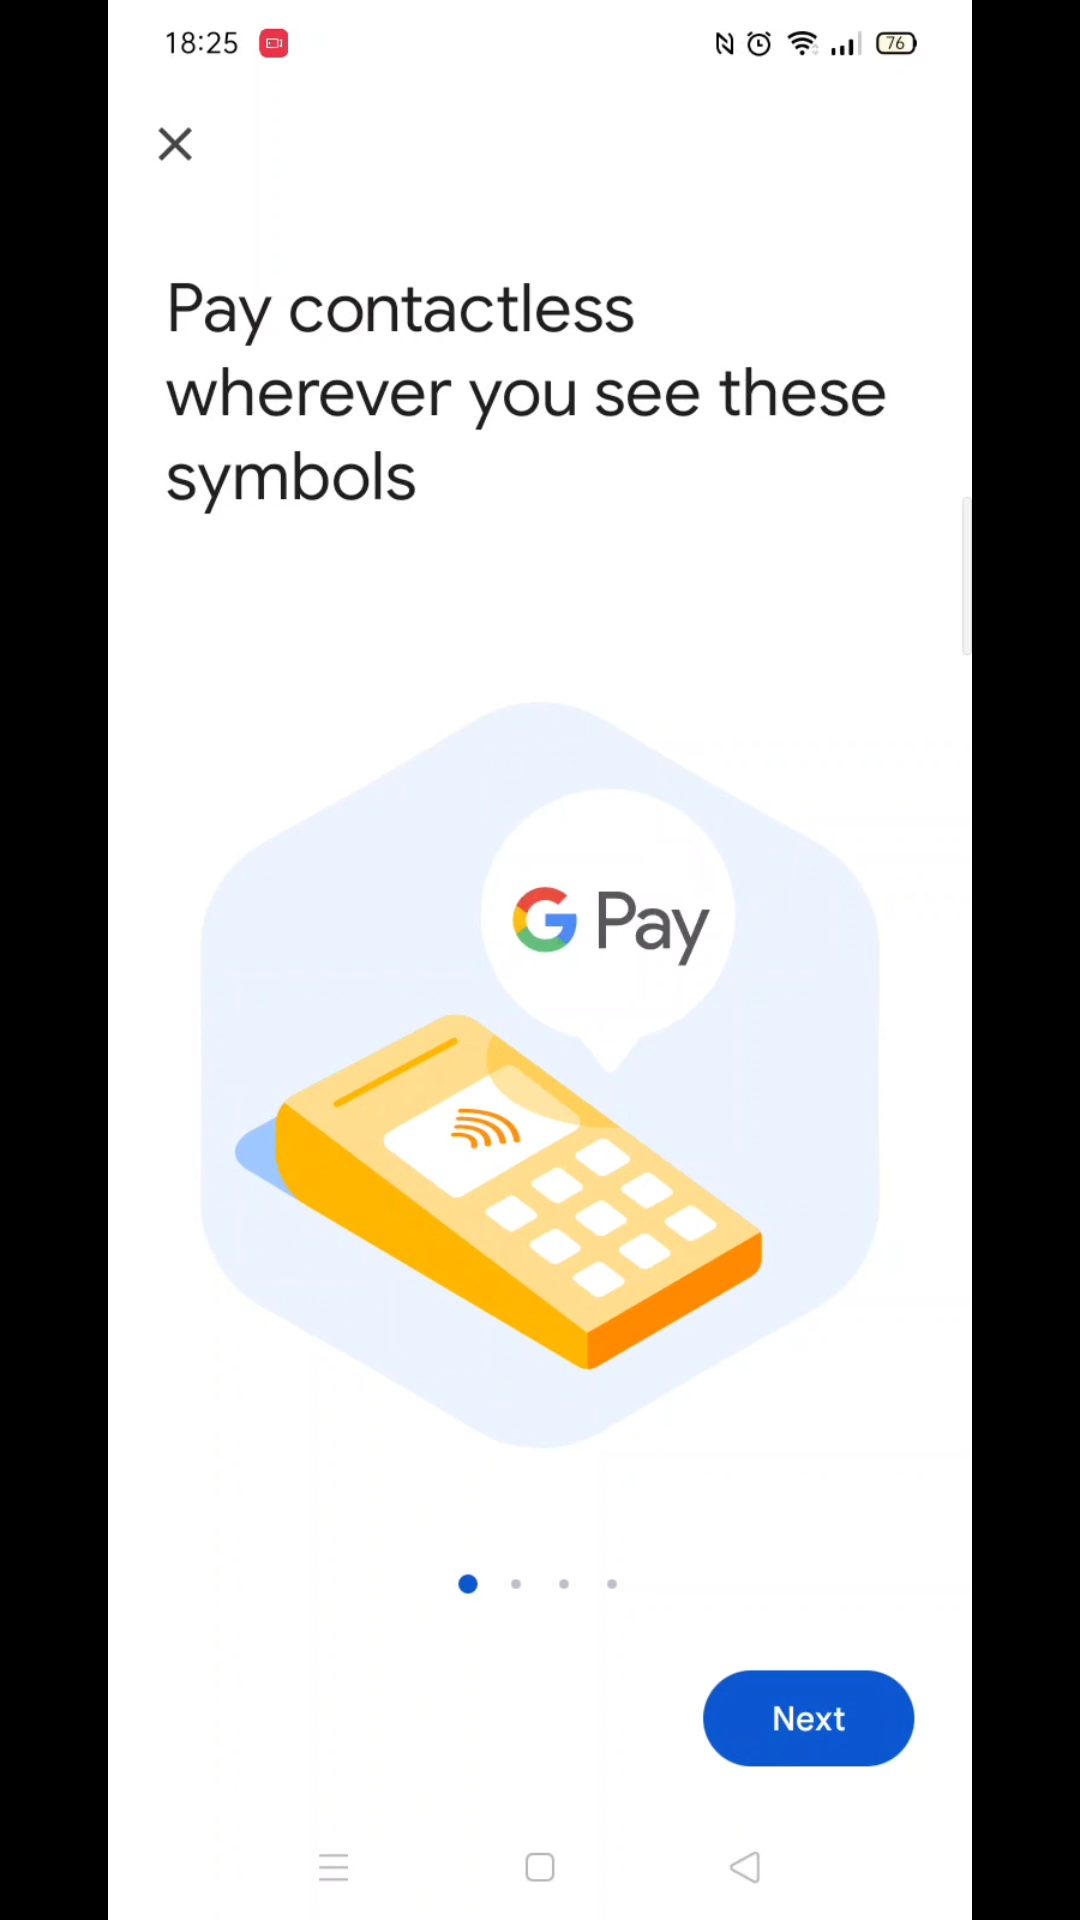 18:25
76
Pay contactless
wherever you see these
symbols
G Pay
Next